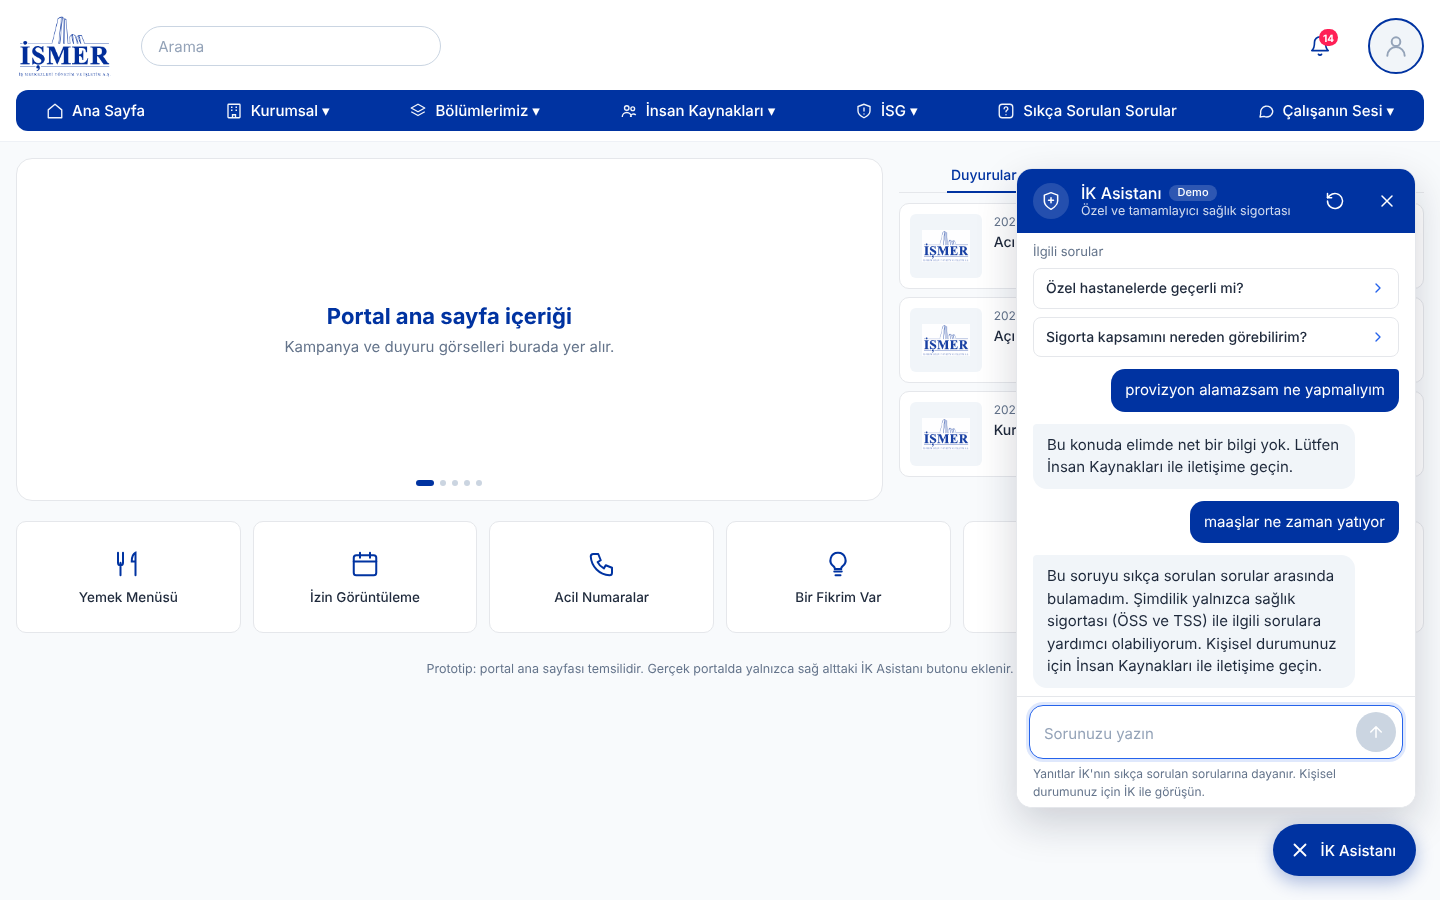 İŞMER
Arama
14
Ana Sayfa
Kurumsal ▾
Bölümlerimiz ▾
İnsan Kaynakları ▾
İSG ▾
Sıkça Sorulan Sorular
Çalışanın Sesi ▾
Portal ana sayfa içeriği
Kampanya ve duyuru görselleri burada yer alır.
Duyurular
İŞMER
202
Acı
İŞMER
202
Açı
İŞMER
202
Kur
Yemek Menüsü
İzin Görüntüleme
Acil Numaralar
Bir Fikrim Var
Prototip: portal ana sayfası temsilidir. Gerçek portalda yalnızca sağ alttaki İK Asistanı butonu eklenir.
İK Asistanı
Demo
Özel ve tamamlayıcı sağlık sigortası
İlgili sorular
Özel hastanelerde geçerli mi?
Sigorta kapsamını nereden görebilirim?
provizyon alamazsam ne yapmalıyım
Bu konuda elimde net bir bilgi yok. Lütfen
İnsan Kaynakları ile iletişime geçin.
maaşlar ne zaman yatıyor
Bu soruyu sıkça sorulan sorular arasında
bulamadım. Şimdilik yalnızca sağlık
sigortası (ÖSS ve TSS) ile ilgili sorulara
yardımcı olabiliyorum. Kişisel durumunuz
için İnsan Kaynakları ile iletişime geçin.
Sorunuzu yazın
Yanıtlar İK'nın sıkça sorulan sorularına dayanır. Kişisel
durumunuz için İK ile görüşün.
İK Asistanı